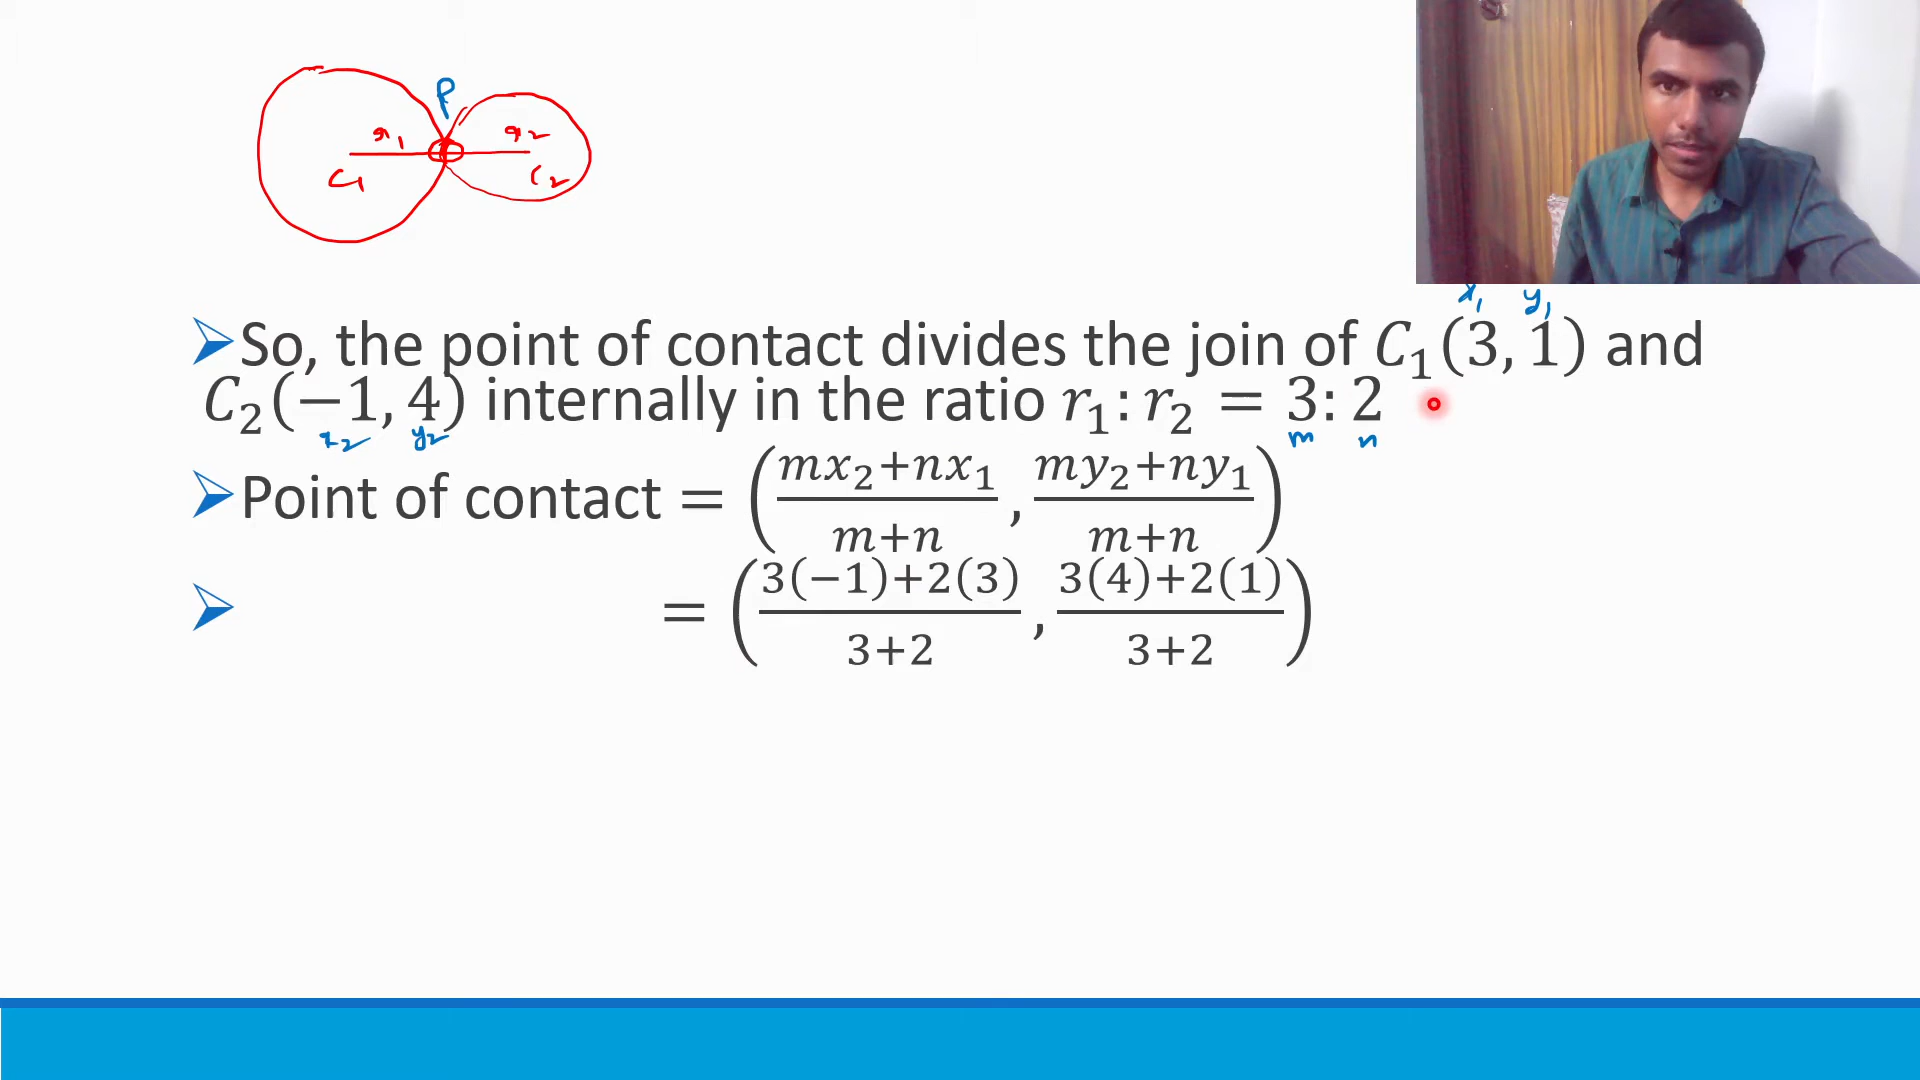 P
r₁ r₂
C₁ C₂
x₁ y₁
➢So, the point of contact divides the join of C₁(3, 1) and
C₂(−1, 4) internally in the ratio r₁: r₂ = 3: 2
x₂ y₂ m n
➢Point of contact = ((mx₂+nx₁)/(m+n), (my₂+ny₁)/(m+n))
➢ = ((3(−1)+2(3))/(3+2), (3(4)+2(1))/(3+2))